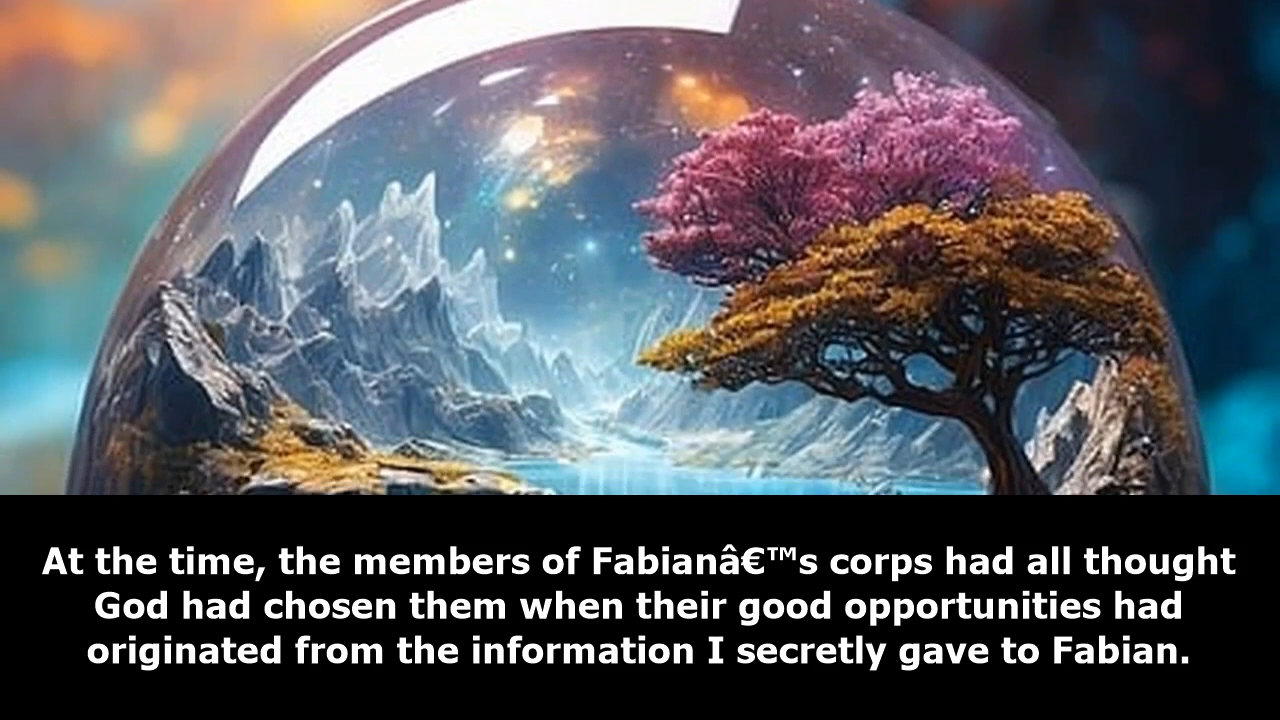 At the time, the members of Fabianâ€™s corps had all thought
God had chosen them when their good opportunities had
originated from the information I secretly gave to Fabian.